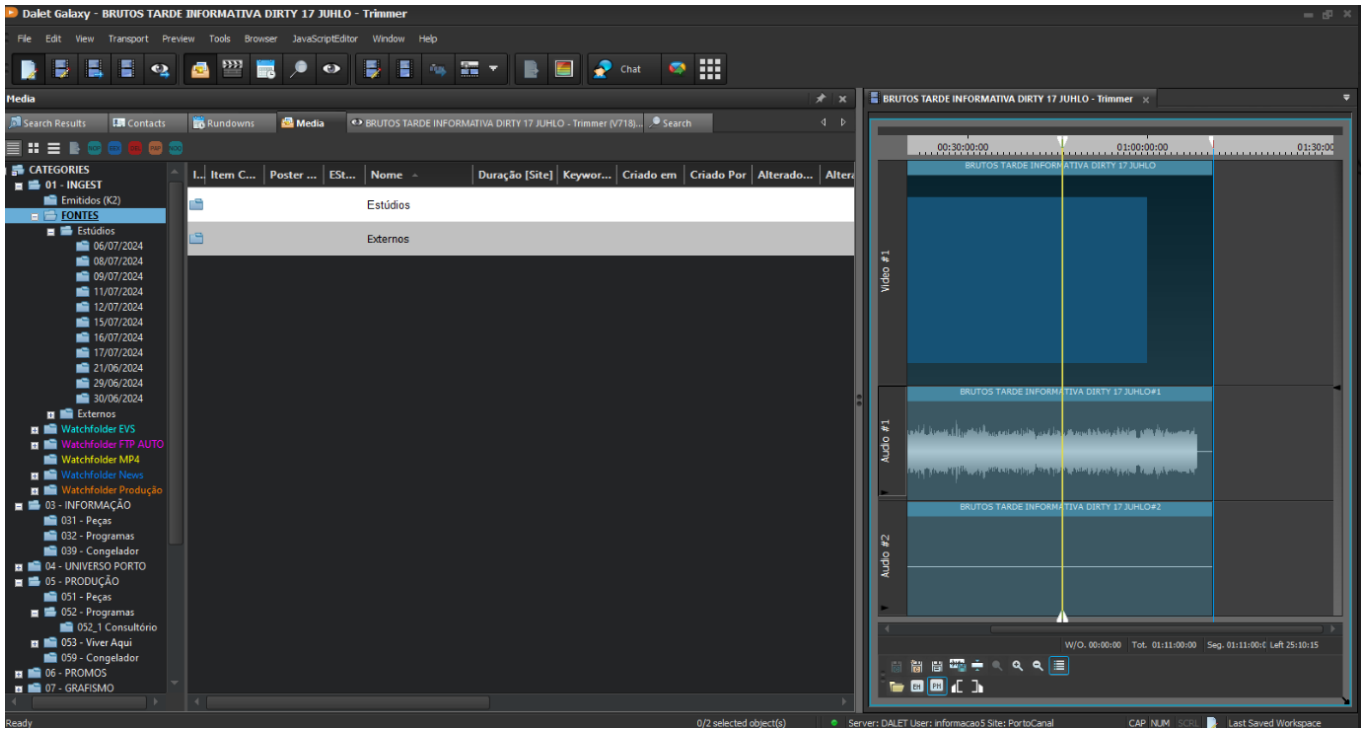 Dalet Galaxy - BRUTOS TARDE INFORMATIVA DIRTY 17 JUHLO - Trimmer
File Edit View Transport Preview Tools Browser JavaScriptEditor Window Help
Chat
Media
Search Results Contacts Rundowns Media BRUTOS TARDE INFORMATIVA DIRTY 17 JUHLO - Trimmer (V718)... Search
CATEGORIES
01 - INGEST
Emitidos (K2)
FONTES
Estúdios
06/07/2024
08/07/2024
09/07/2024
11/07/2024
12/07/2024
15/07/2024
16/07/2024
17/07/2024
21/06/2024
29/06/2024
30/06/2024
Externos
Watchfolder EVS
Watchfolder FTP AUTO
Watchfolder MP4
Watchfolder News
Watchfolder Produção
03 - INFORMAÇÃO
031 - Peças
032 - Programas
039 - Congelador
04 - UNIVERSO PORTO
05 - PRODUÇÃO
051 - Peças
052 - Programas
052_1 Consultório
053 - Viver Aqui
059 - Congelador
06 - PROMOS
07 - GRAFISMO
I... Item C... Poster ... ESt... Nome Duração [Site] Keywor... Criado em Criado Por Alterado... Altera
Estúdios
Externos
BRUTOS TARDE INFORMATIVA DIRTY 17 JUHLO - Trimmer
00:30:00:00 01:00:00:00 01:30:00
BRUTOS TARDE INFORMATIVA DIRTY 17 JUHLO
Video #1
BRUTOS TARDE INFORMATIVA DIRTY 17 JUHLO#1
Audio #1
BRUTOS TARDE INFORMATIVA DIRTY 17 JUHLO#2
Audio #2
W/O. 00:00:00 Tot. 01:11:00:00 Seg. 01:11:00:( Left 25:10:15
EH PH
Ready 0/2 selected object(s) Server: DALET User: informacao5 Site: PortoCanal CAP NUM SCRL Last Saved Workspace